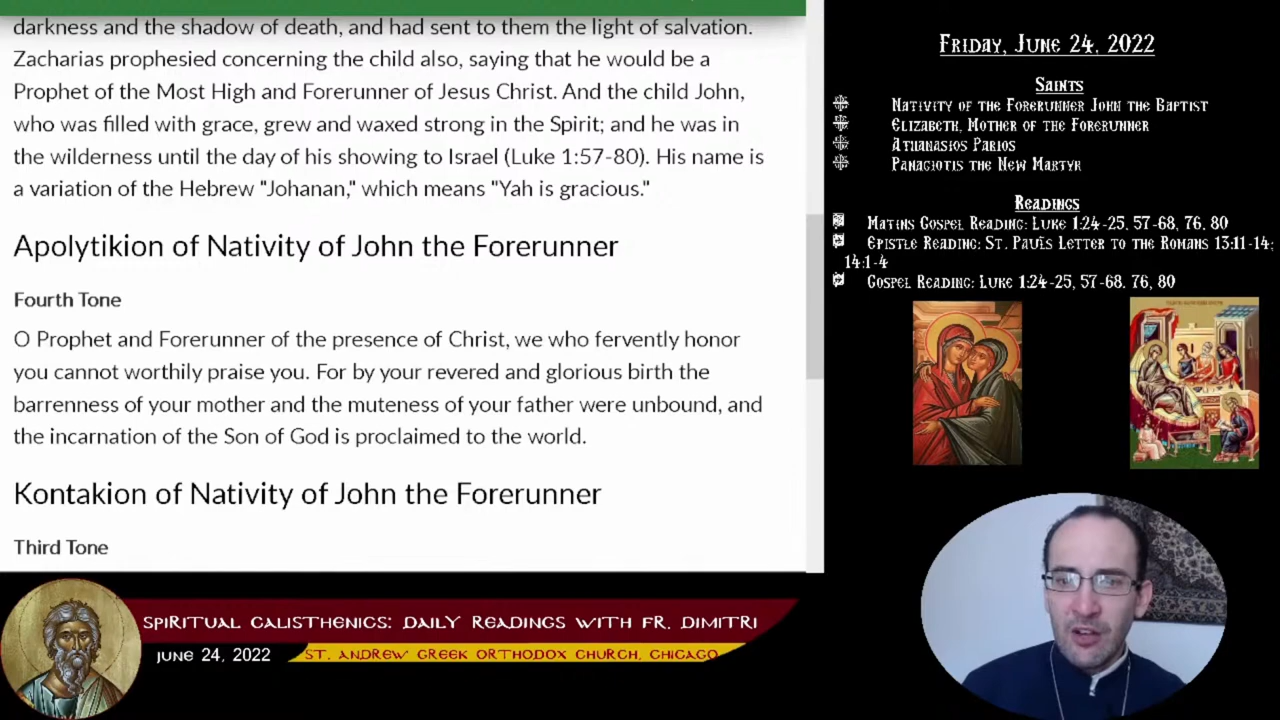 darkness and the shadow of death, and had sent to them the light of salvation.
Zacharias prophesied concerning the child also, saying that he would be a
Prophet of the Most High and Forerunner of Jesus Christ. And the child John,
who was filled with grace, grew and waxed strong in the Spirit; and he was in
the wilderness until the day of his showing to Israel (Luke 1:57-80). His name is
a variation of the Hebrew "Johanan," which means "Yah is gracious."
Apolytikion of Nativity of John the Forerunner
Fourth Tone
O Prophet and Forerunner of the presence of Christ, we who fervently honor
you cannot worthily praise you. For by your revered and glorious birth the
barrenness of your mother and the muteness of your father were unbound, and
the incarnation of the Son of God is proclaimed to the world.
Kontakion of Nativity of John the Forerunner
Third Tone
Friday, June 24, 2022
Saints
Nativity of the Forerunner John the Baptist
Elizabeth, Mother of the Forerunner
Athanasios Parios
Panagiotis the New Martyr
Readings
Matins Gospel Reading: Luke 1:24-25, 57-68, 76, 80
Epistle Reading: St. Paul's Letter to the Romans 13:11-14;
14:1-4
Gospel Reading: Luke 1:24-25, 57-68. 76, 80
SPIRITUAL CALISTHENICS: DAILY READINGS WITH FR. DIMITRI
JUNE 24, 2022
ST. ANDREW GREEK ORTHODOX CHURCH, CHICAGO